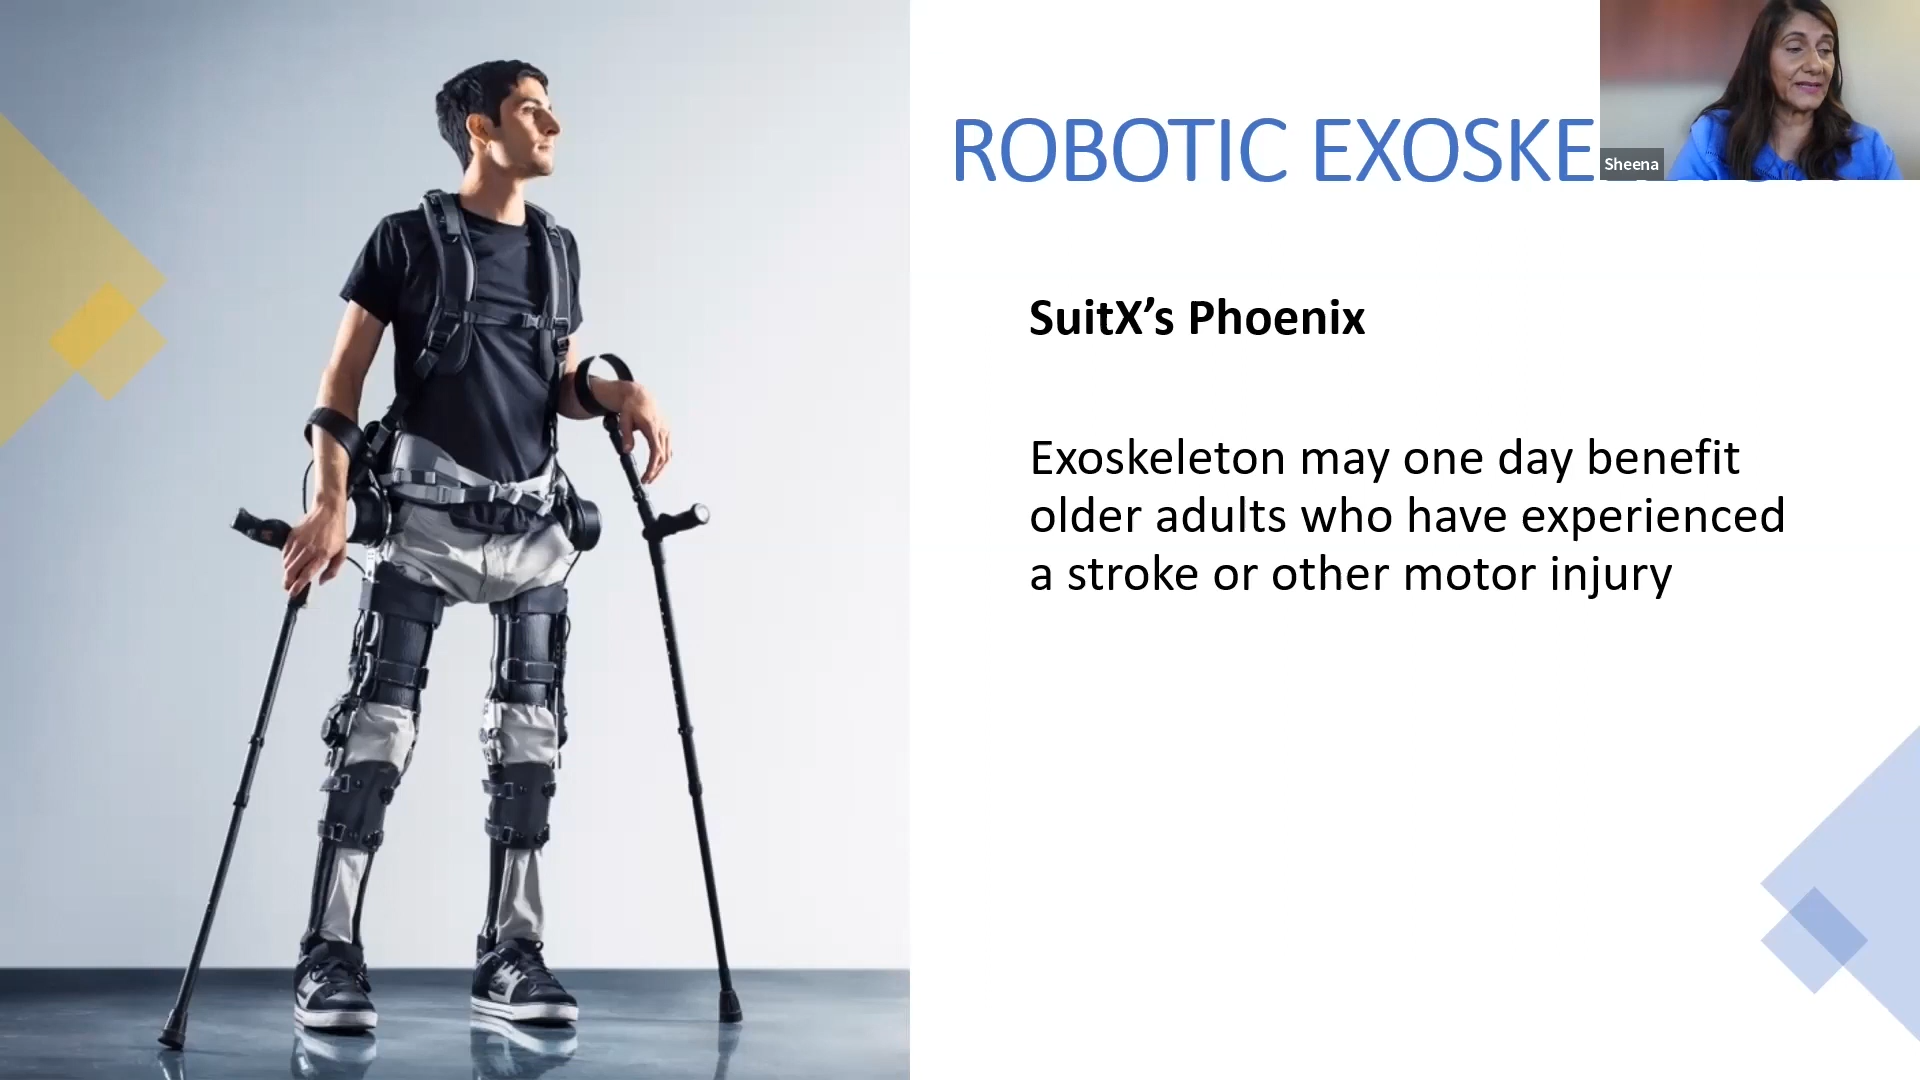 ROBOTIC EXOSKE
Sheena
SuitX’s Phoenix
Exoskeleton may one day benefit
older adults who have experienced
a stroke or other motor injury